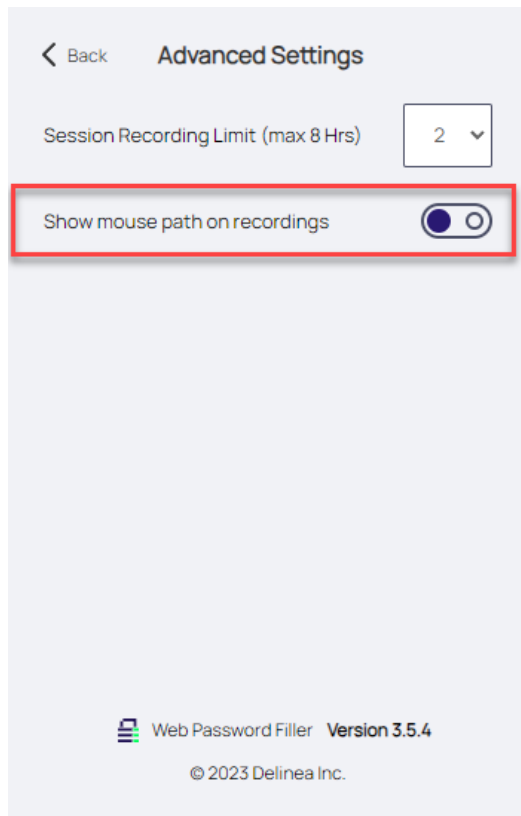 Back Advanced Settings
Session Recording Limit (max 8 Hrs) 2
Show mouse path on recordings
Web Password Filler Version 3.5.4
© 2023 Delinea Inc.